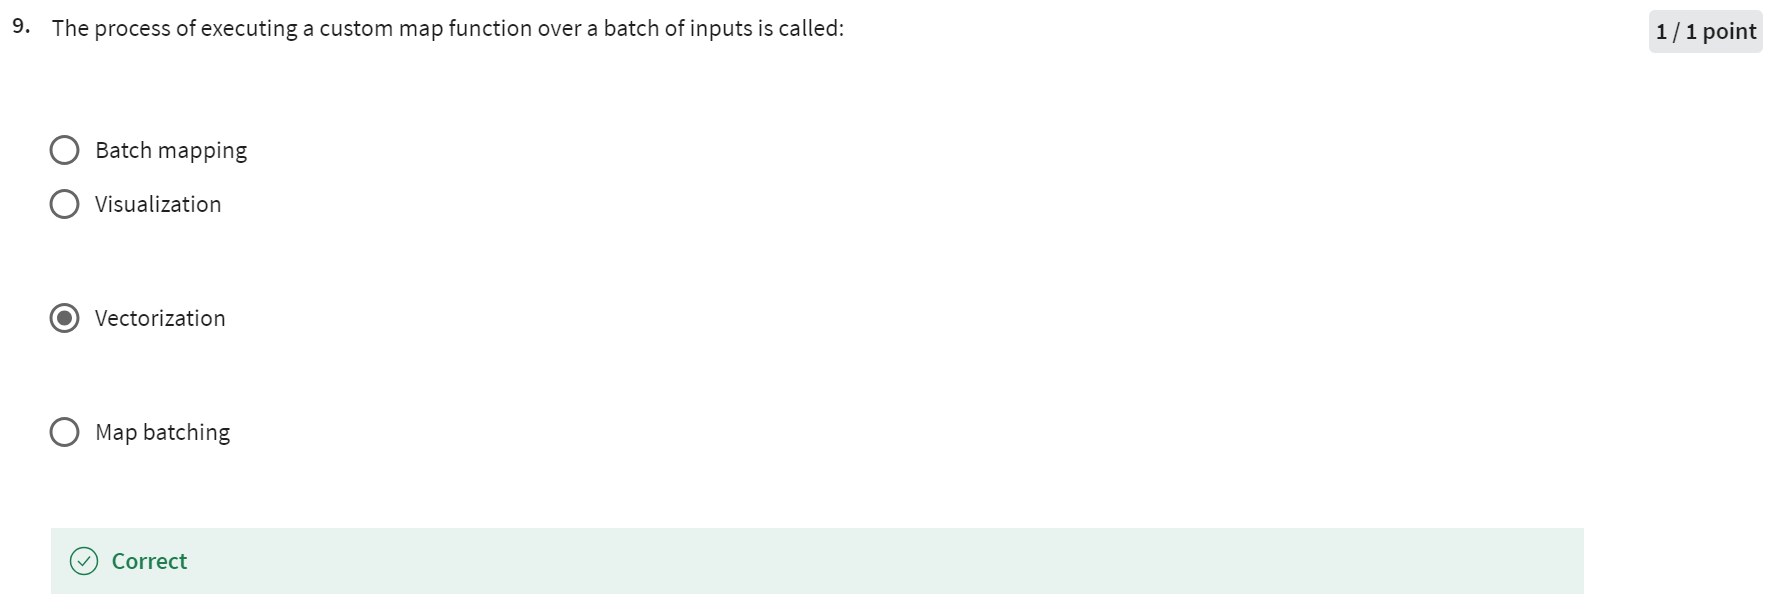 9. The process of executing a custom map function over a batch of inputs is called:
1 / 1 point
Batch mapping
Visualization
Vectorization
Map batching
Correct